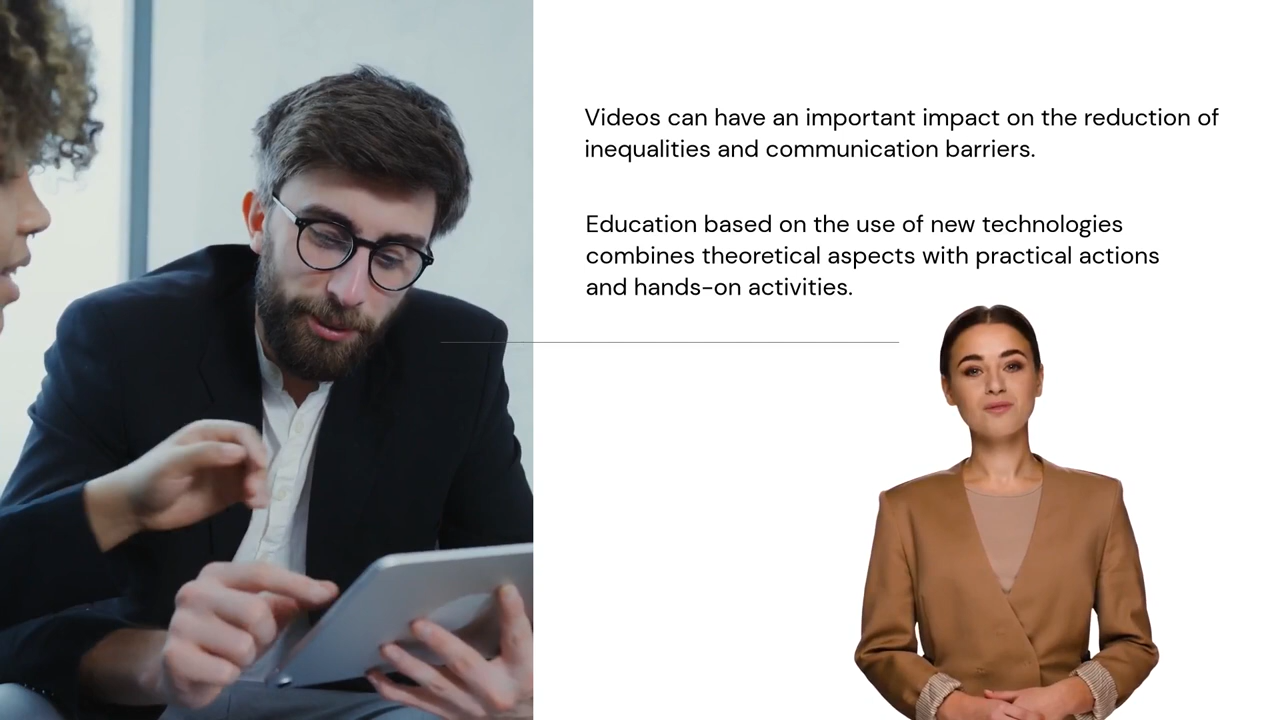 Videos can have an important impact on the reduction of
inequalities and communication barriers.
Education based on the use of new technologies
combines theoretical aspects with practical actions
and hands-on activities.